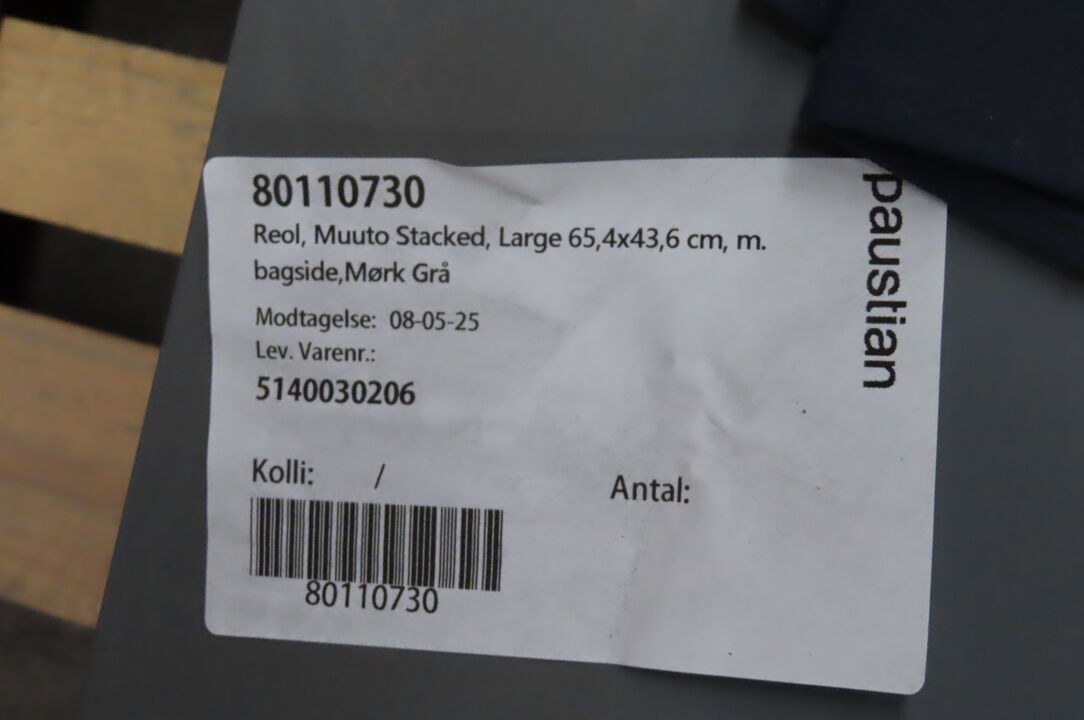 80110730
Reol, Muuto Stacked, Large 65,4x43,6 cm, m.
bagside,Mørk Grå
Modtagelse: 08-05-25
Lev. Varenr.:
5140030206
Kolli: /
Antal:
80110730
paustian